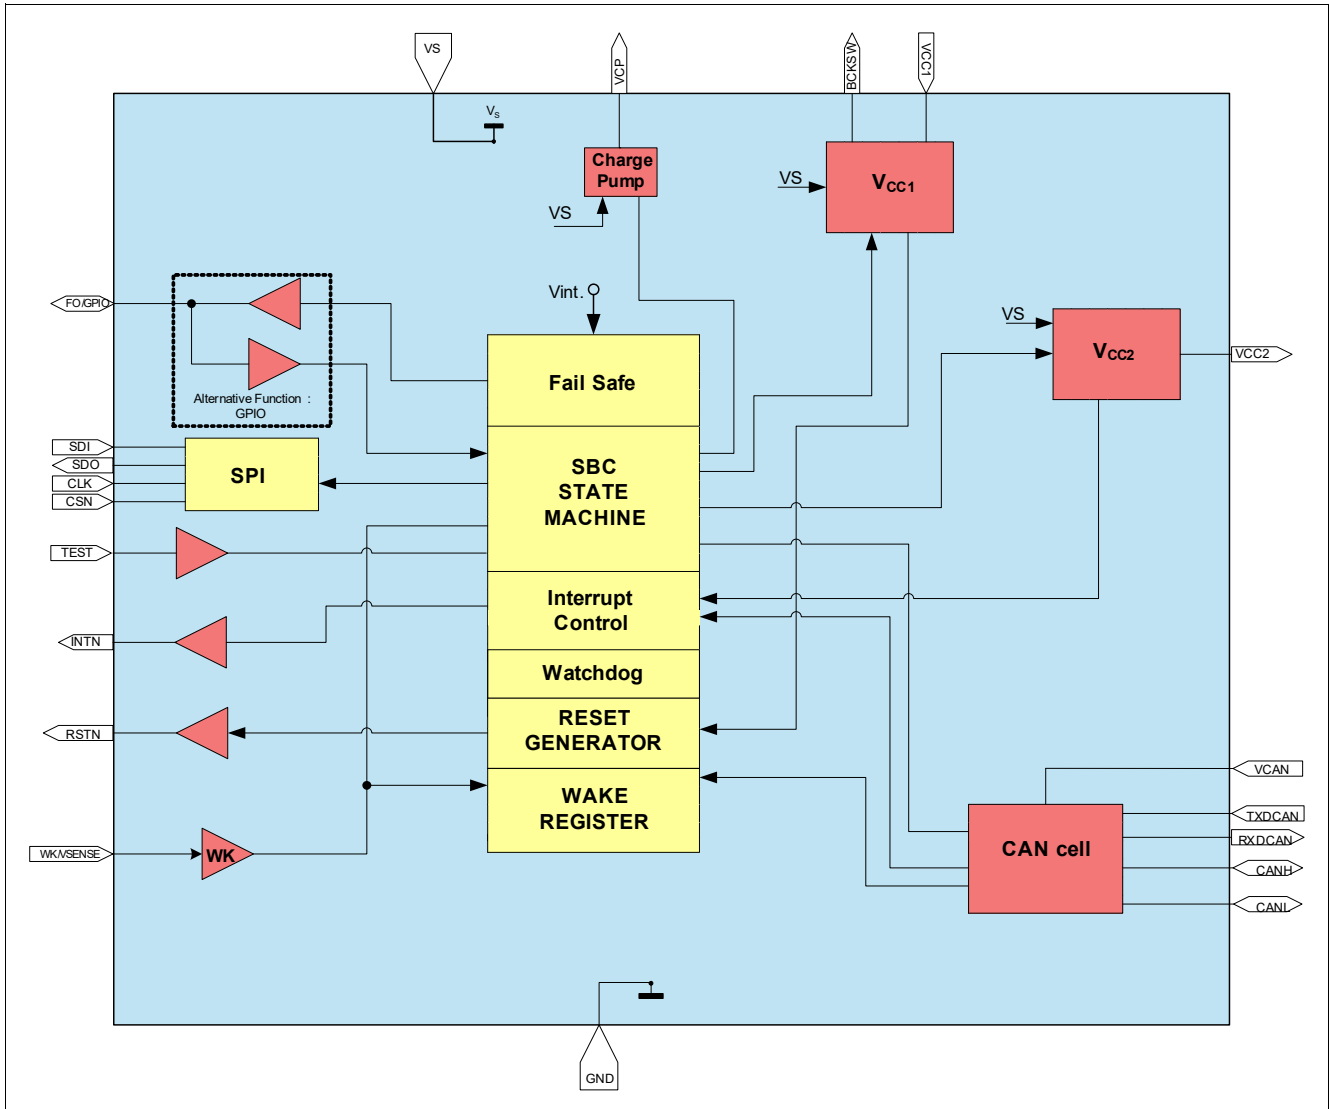 VS
VCP
BCKSW
VCC1
VS
Charge
Pump
VS
VS
VCC1
FO/GPIO
Alternative Function :
GPIO
Vint.
VS
VCC2
VCC2
Fail Safe
SDI
SDO
CLK
CSN
SPI
SBC
STATE
MACHINE
TEST
Interrupt
Control
INTN
Watchdog
RSTN
RESET
GENERATOR
WAKE
REGISTER
WK/VSENSE
WK
CAN cell
VCAN
TXDCAN
RXDCAN
CANH
CANL
GND